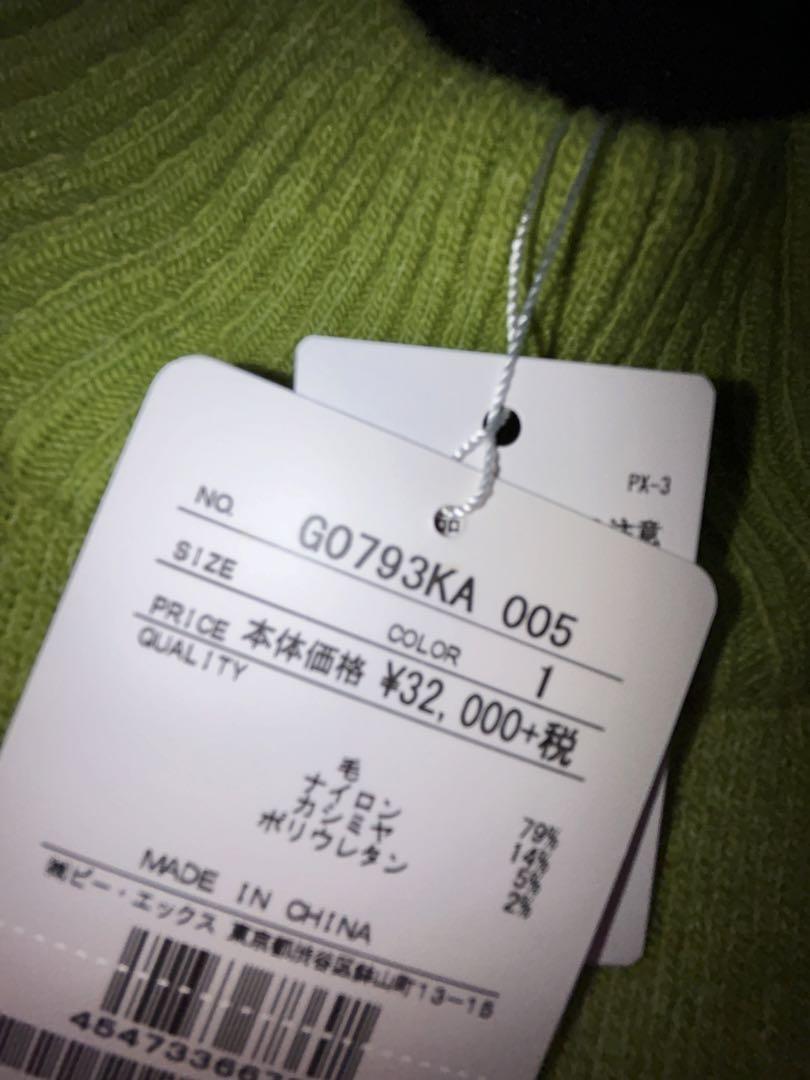 PX-3
注意
NO. G0793KA 005
SIZE COLOR 1
PRICE 本体価格 ¥32,000+税
QUALITY
毛 79%
ナイロン 14%
カシミヤ 5%
ポリウレタン 2%
MADE IN CHINA
㈱ビー・エックス 東京都渋谷区鉢山町13-15